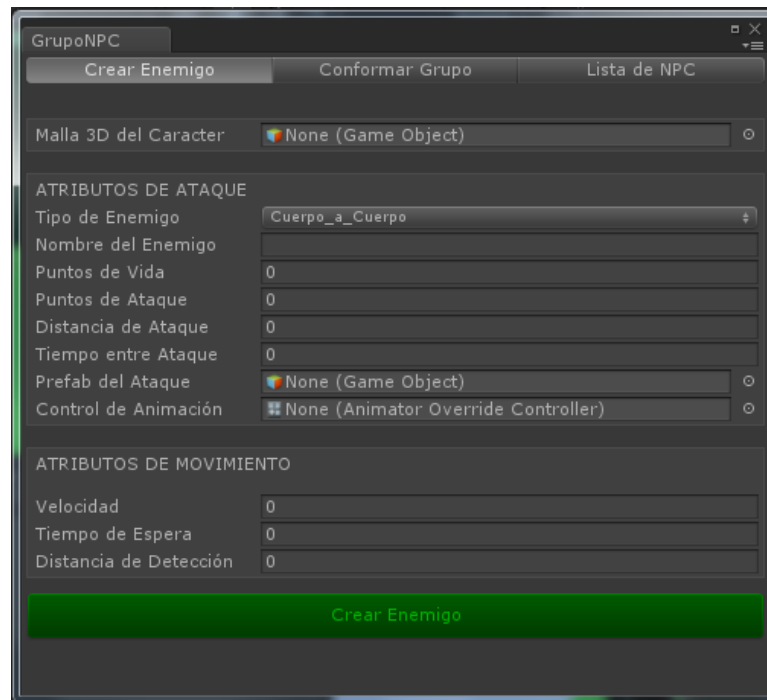 GrupoNPC
Crear Enemigo Conformar Grupo Lista de NPC
Malla 3D del Caracter None (Game Object)
ATRIBUTOS DE ATAQUE
Tipo de Enemigo Cuerpo_a_Cuerpo
Nombre del Enemigo
Puntos de Vida 0
Puntos de Ataque 0
Distancia de Ataque 0
Tiempo entre Ataque 0
Prefab del Ataque None (Game Object)
Control de Animación None (Animator Override Controller)
ATRIBUTOS DE MOVIMIENTO
Velocidad 0
Tiempo de Espera 0
Distancia de Detección 0
Crear Enemigo